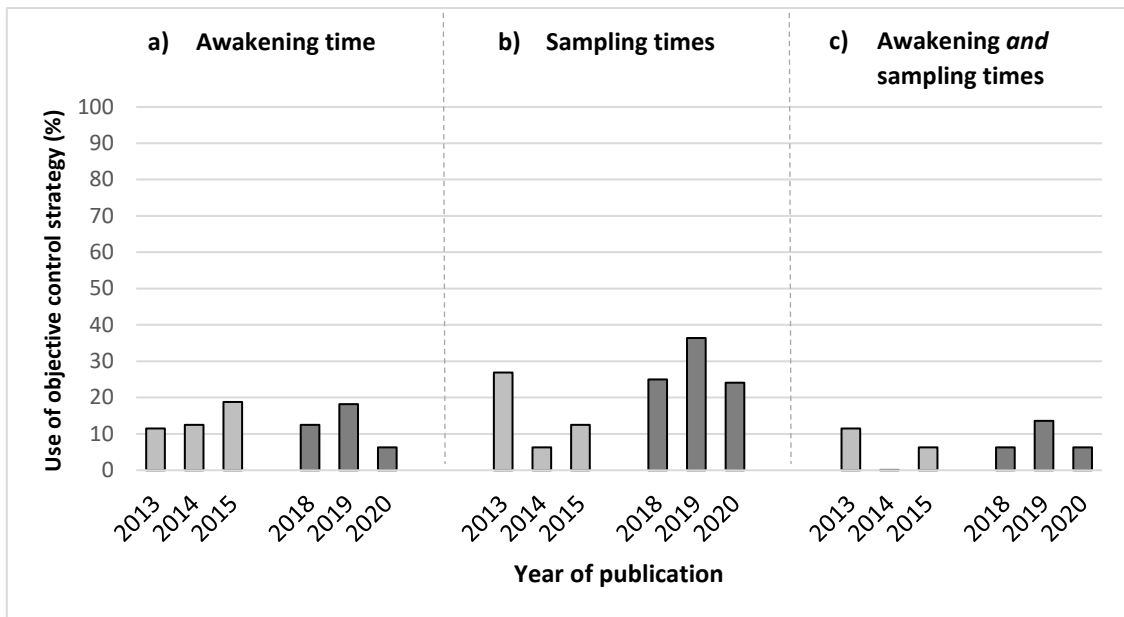 a) Awakening time
b) Sampling times
c) Awakening and
sampling times
Use of objective control strategy (%)
100
90
80
70
60
50
40
30
20
10
0
2013 2014 2015 2018 2019 2020 2013 2014 2015 2018 2019 2020 2013 2014 2015 2018 2019 2020
Year of publication